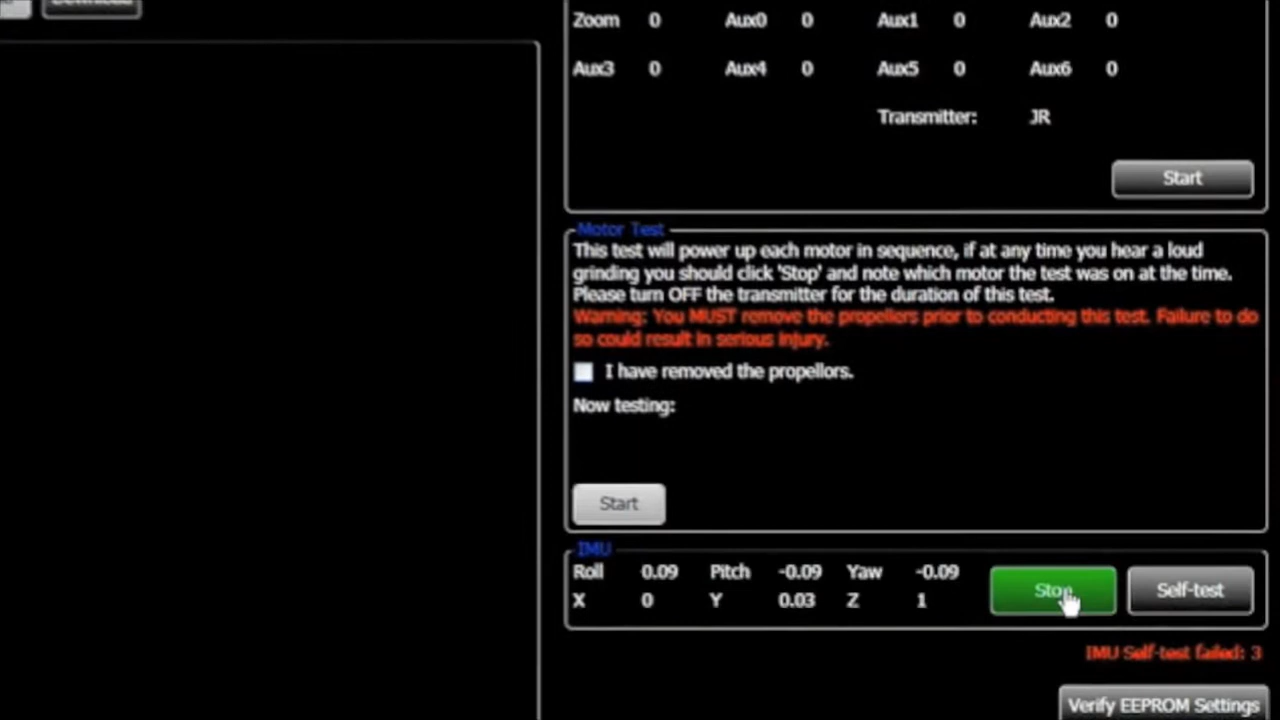 Zoom 0 Aux0 0 Aux1 0 Aux2 0
Aux3 0 Aux4 0 Aux5 0 Aux6 0
Transmitter: JR
Start
Motor Test
This test will power up each motor in sequence, if at any time you hear a loud
grinding you should click 'Stop' and note which motor the test was on at the time.
Please turn OFF the transmitter for the duration of this test.
Warning: You MUST remove the propellers prior to conducting this test. Failure to do
so could result in serious injury.
I have removed the propellors.
Now testing:
Start
IMU
Roll 0.09 Pitch -0.09 Yaw -0.09
X 0 Y 0.03 Z 1
Stop Self-test
IMU Self-test failed: 3
Verify EEPROM Settings